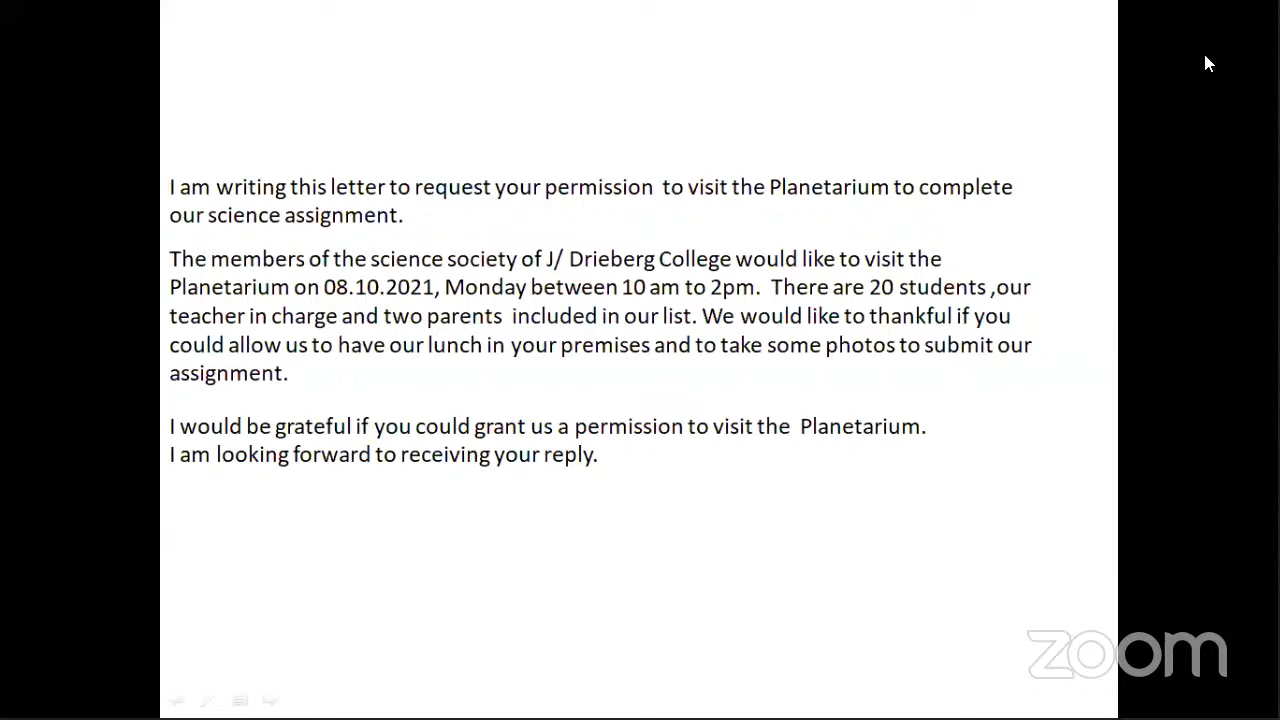 I am writing this letter to request your permission  to visit the Planetarium to complete
our science assignment.
The members of the science society of J/ Drieberg College would like to visit the
Planetarium on 08.10.2021, Monday between 10 am to 2pm.  There are 20 students ,our
teacher in charge and two parents  included in our list. We would like to thankful if you
could allow us to have our lunch in your premises and to take some photos to submit our
assignment.
I would be grateful if you could grant us a permission to visit the  Planetarium.
I am looking forward to receiving your reply.
zoom